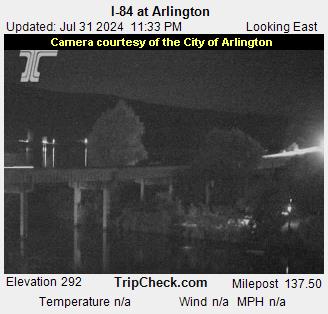 I-84 at Arlington
Updated: Jul 31 2024 11:33 PM Looking East
Camera courtesy of the City of Arlington
Elevation 292 TripCheck.com Milepost 137.50
Temperature n/a Wind n/a MPH n/a